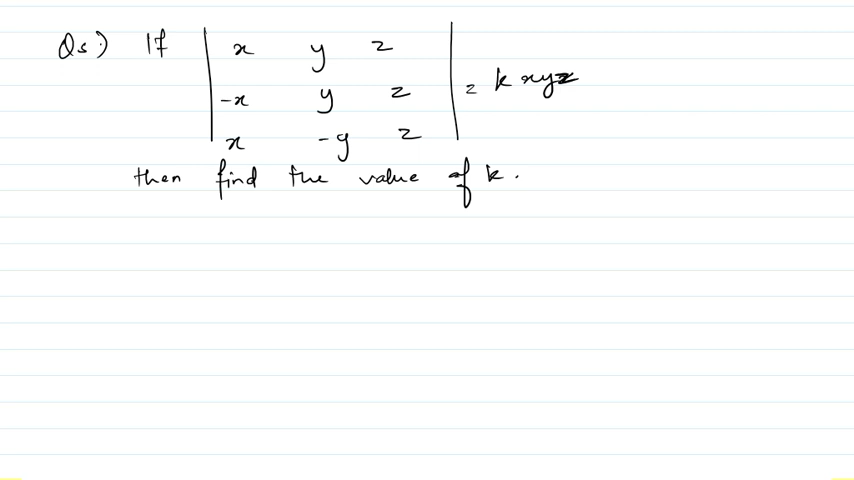 Qs:) If | x y z |
| -x y z | = k xyz
| x -y z |
then find the value of k.